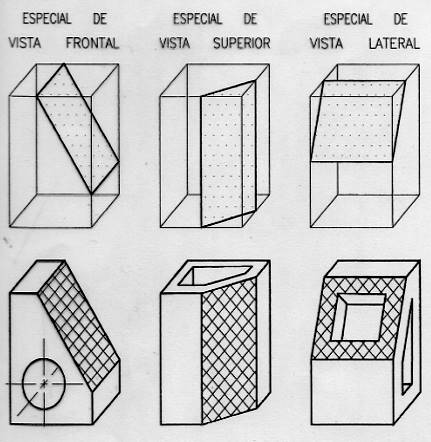 ESPECIAL DE
VISTA FRONTAL
ESPECIAL DE
VISTA SUPERIOR
ESPECIAL DE
VISTA LATERAL